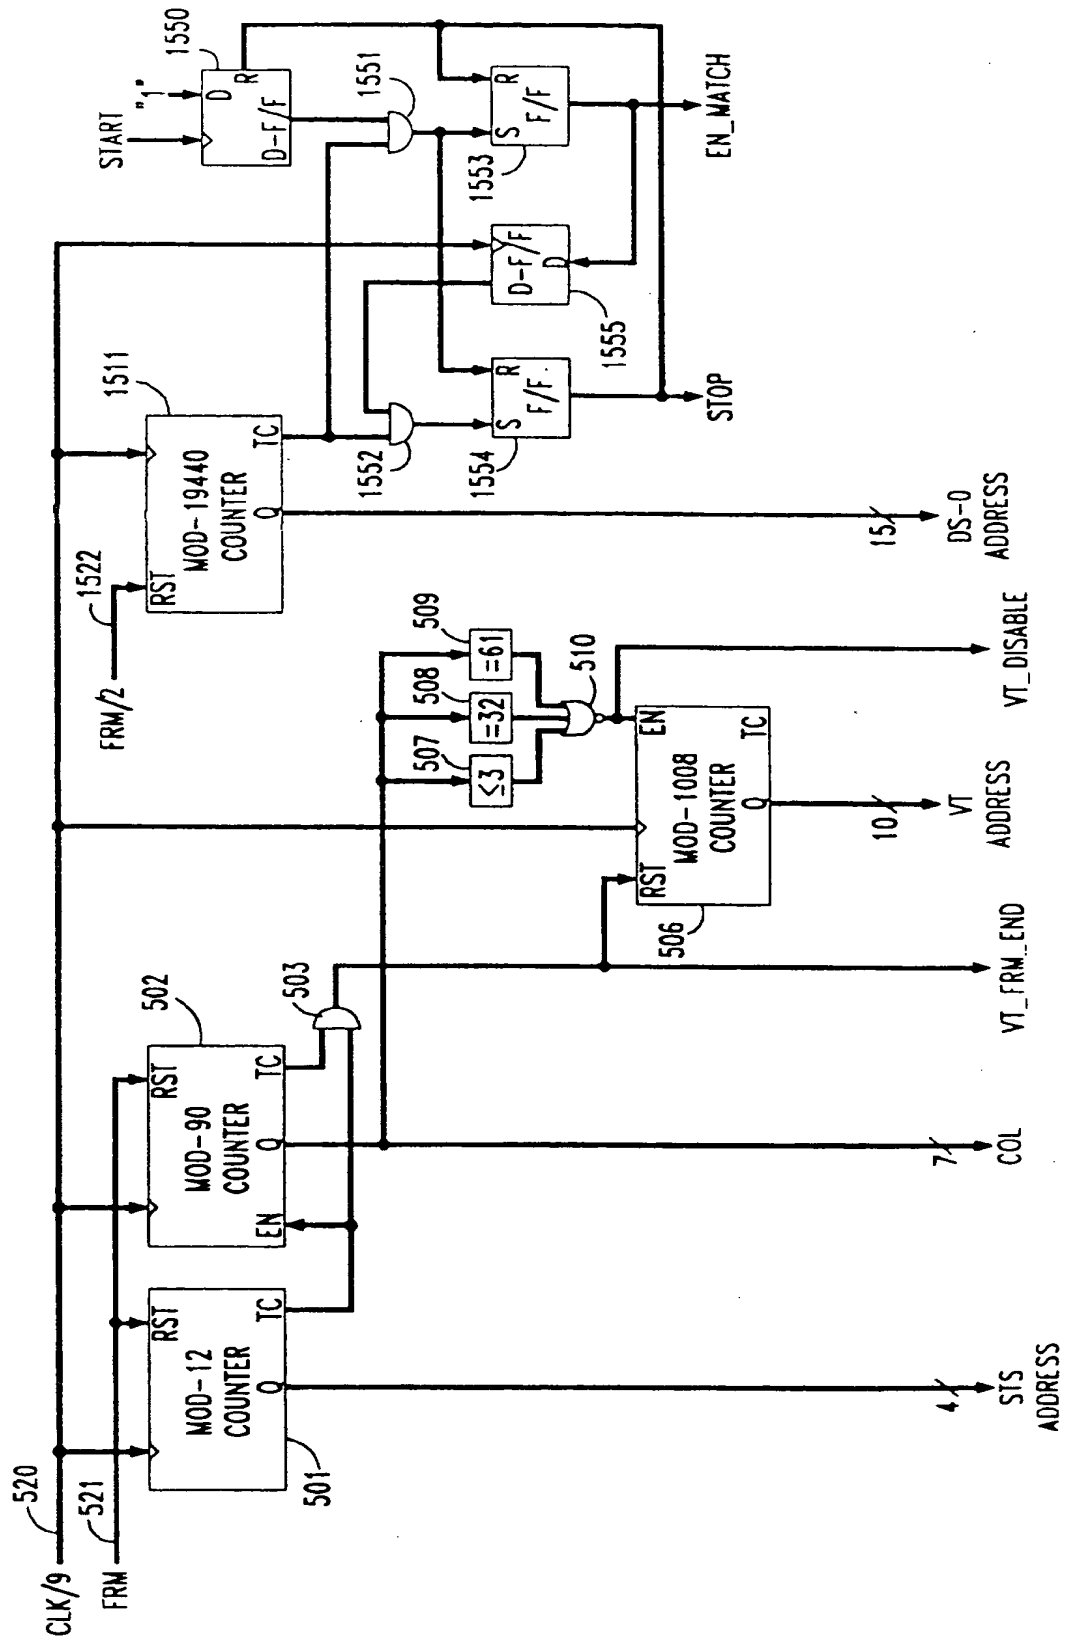 CLK/9
520
FRM
521
RST
MOD-12
COUNTER
Q
TC
501
STS
ADDRESS
4
502
RST
MOD-90
COUNTER
EN
Q
TC
503
7
COL
VT_FRM_END
RST
MOD-1008
COUNTER
EN
Q
TC
506
10
VT
ADDRESS
≤3
507
=32
508
=61
509
510
VT_DISABLE
FRM/2
1522
RST
MOD-19440
COUNTER
Q
TC
1511
15
DS-0
ADDRESS
1552
S
R
F/F
1554
STOP
D-F/F
D
1555
START
"1"
1550
D
R
D-F/F
1551
S
R
F/F
1553
EN_MATCH